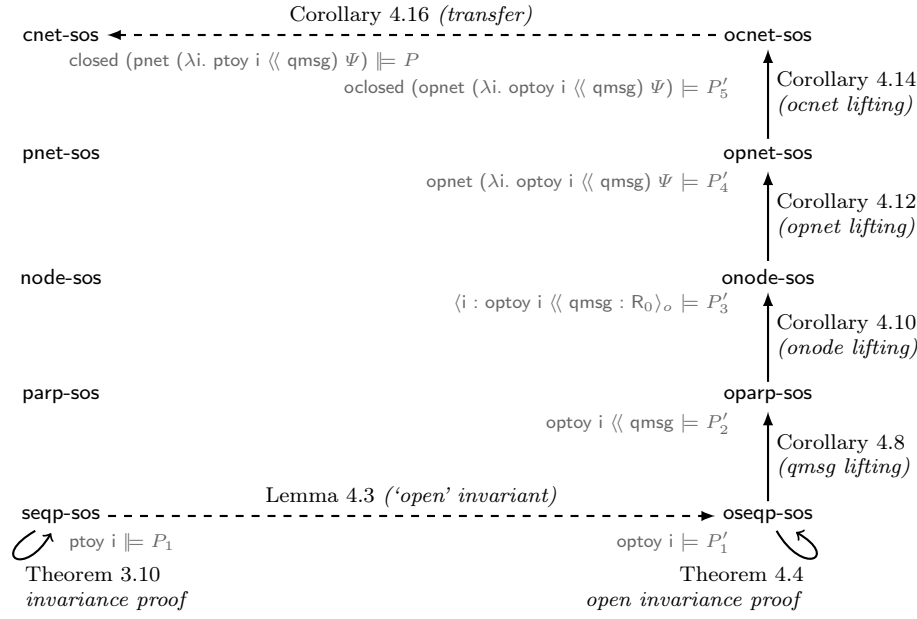 Corollary 4.16 (transfer)
cnet-sos
ocnet-sos
closed (pnet (λi. ptoy i ⟨⟨ qmsg) Ψ) ||= P
oclosed (opnet (λi. optoy i ⟨⟨ qmsg) Ψ) |= P′5
Corollary 4.14
(ocnet lifting)
pnet-sos
opnet-sos
opnet (λi. optoy i ⟨⟨ qmsg) Ψ |= P′4
Corollary 4.12
(opnet lifting)
node-sos
onode-sos
⟨i : optoy i ⟨⟨ qmsg : R0⟩o |= P′3
Corollary 4.10
(onode lifting)
parp-sos
oparp-sos
optoy i ⟨⟨ qmsg |= P′2
Corollary 4.8
(qmsg lifting)
Lemma 4.3 (‘open’ invariant)
seqp-sos
oseqp-sos
ptoy i ||= P1
optoy i |= P′1
Theorem 3.10
invariance proof
Theorem 4.4
open invariance proof